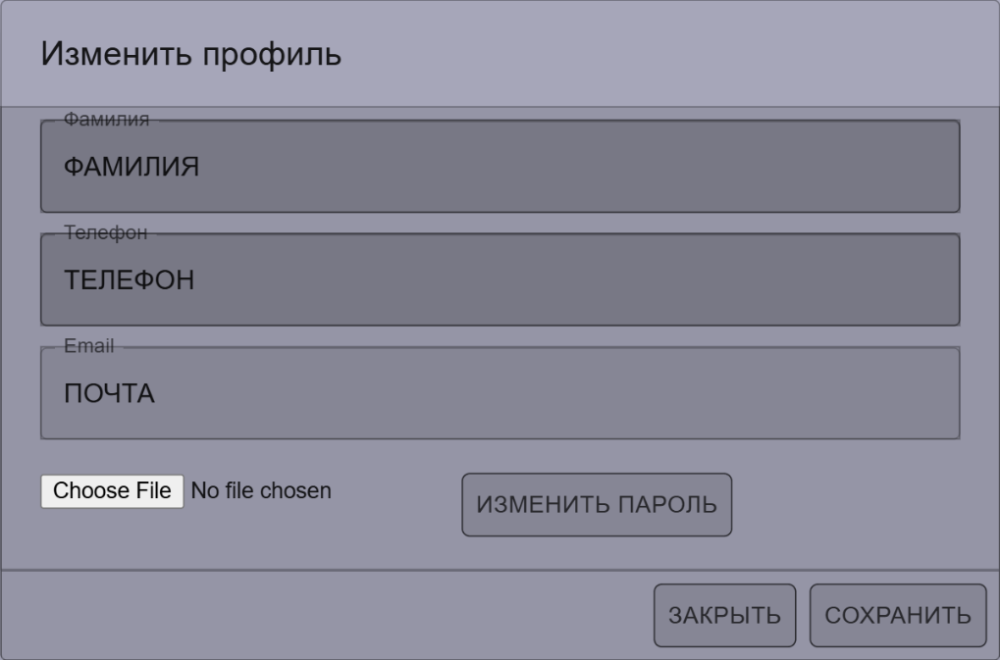 Изменить профиль
Фамилия
ФАМИЛИЯ
Телефон
ТЕЛЕФОН
Email
ПОЧТА
Choose File No file chosen
ИЗМЕНИТЬ ПАРОЛЬ
ЗАКРЫТЬ СОХРАНИТЬ